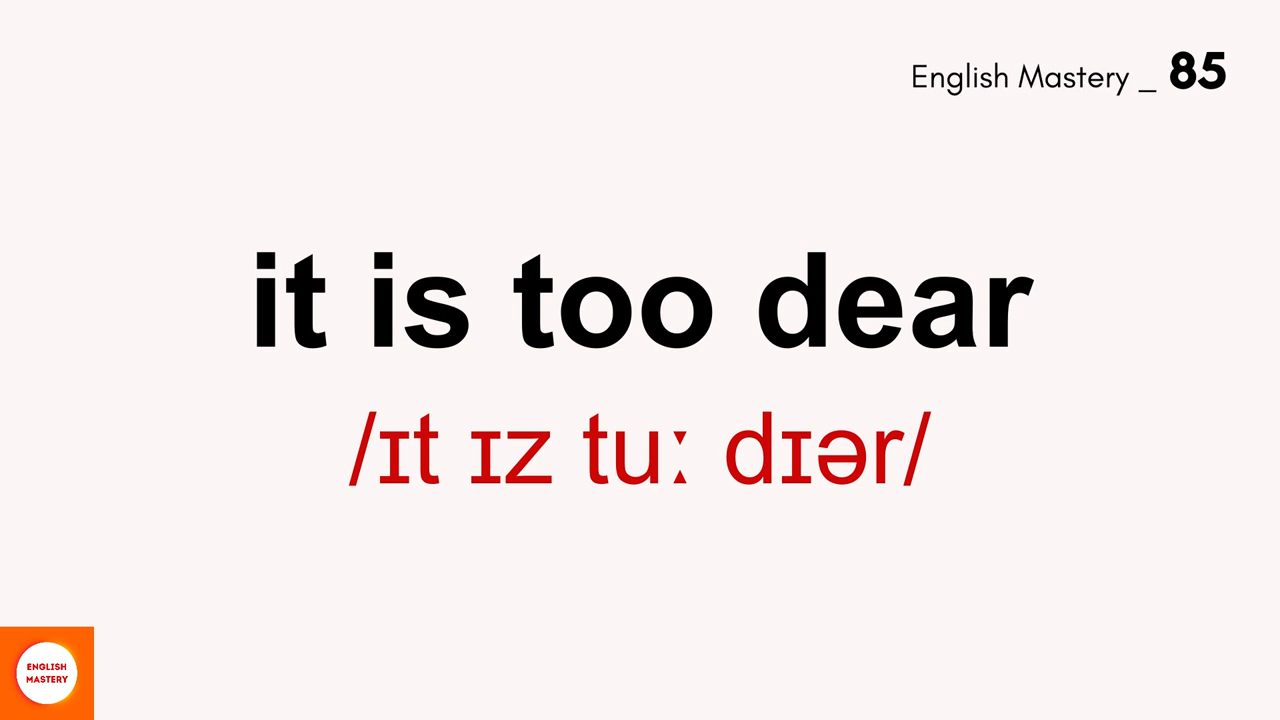 English Mastery _ 85
it is too dear
/ɪt ɪz tuː dɪər/
ENGLISH
MASTERY